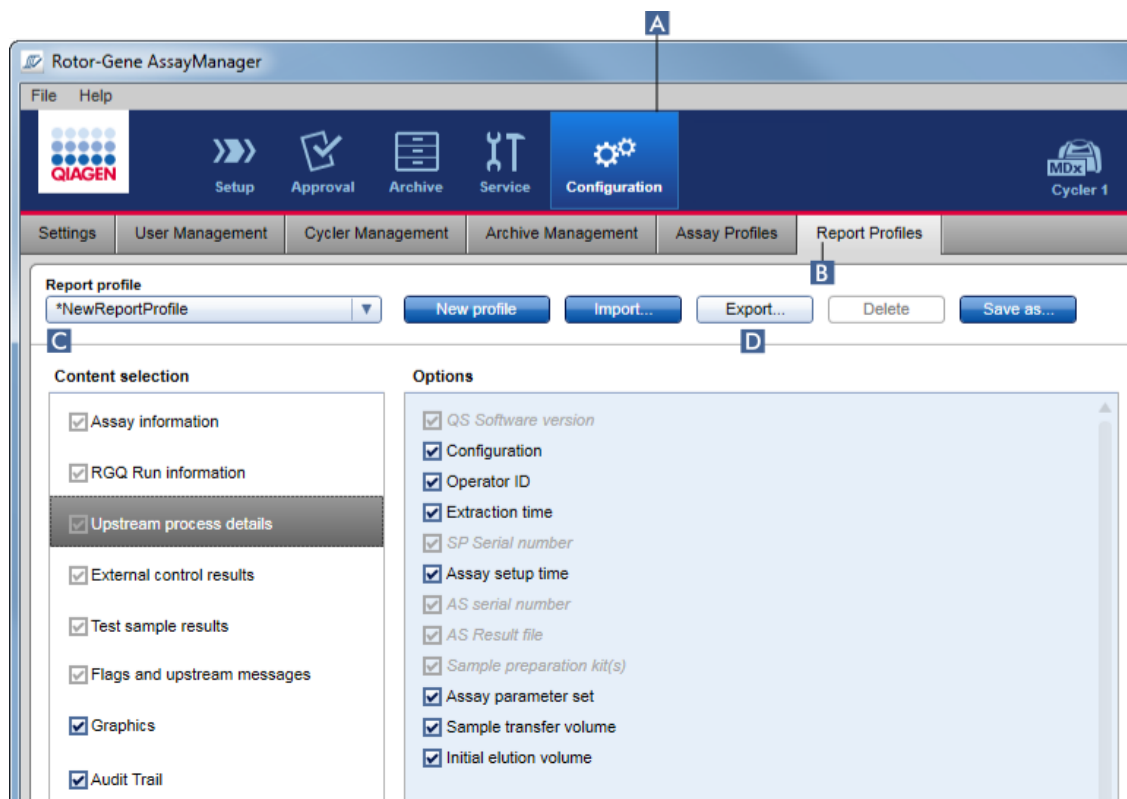 A
Rotor-Gene AssayManager
File Help
QIAGEN
Setup Approval Archive Service Configuration
MDx
Cycler 1
Settings User Management Cycler Management Archive Management Assay Profiles Report Profiles
B
Report profile
*NewReportProfile New profile Import... Export... Delete Save as...
C D
Content selection
Assay information
RGQ Run information
Upstream process details
External control results
Test sample results
Flags and upstream messages
Graphics
Audit Trail
Options
QS Software version
Configuration
Operator ID
Extraction time
SP Serial number
Assay setup time
AS serial number
AS Result file
Sample preparation kit(s)
Assay parameter set
Sample transfer volume
Initial elution volume